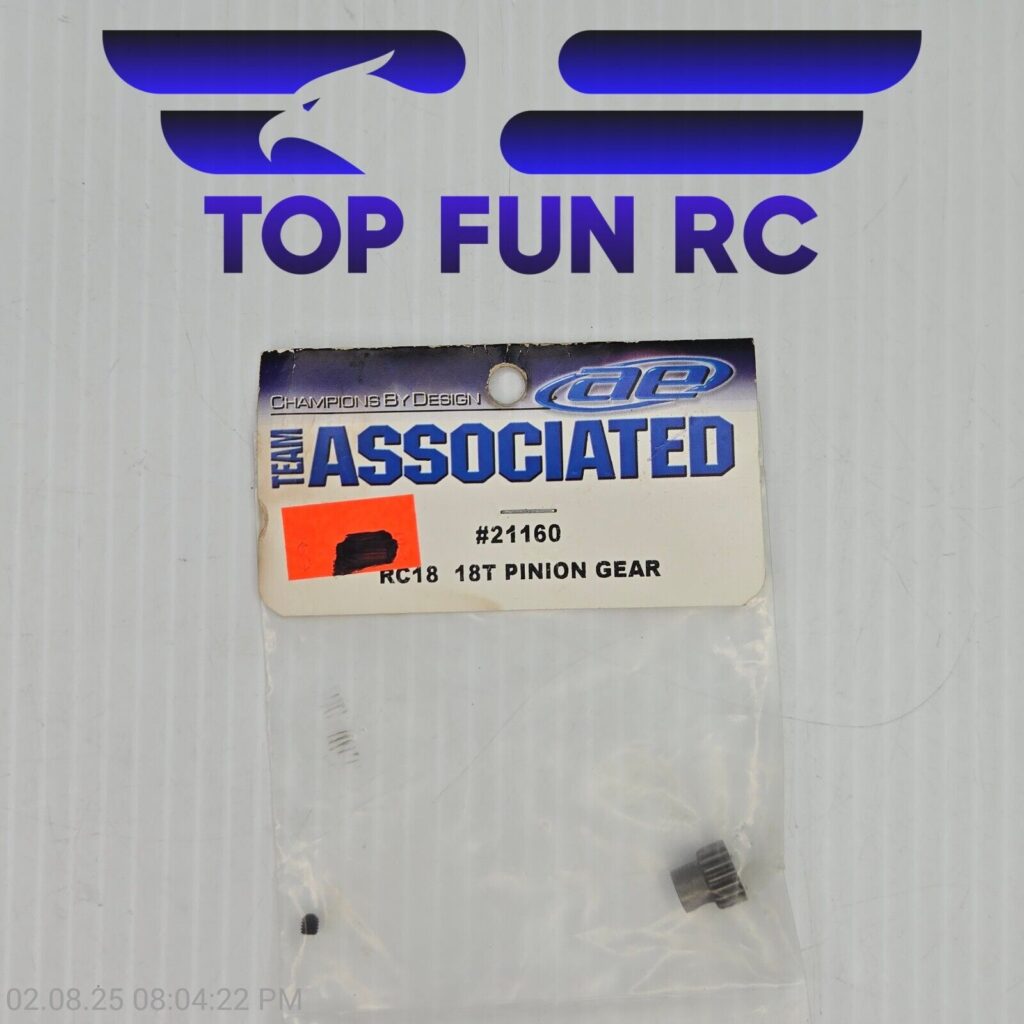 TOP FUN RC
CHAMPIONS BY DESIGN
ae
TEAM ASSOCIATED
#21160
RC18 18T PINION GEAR
02.08.25 08:04:22 PM